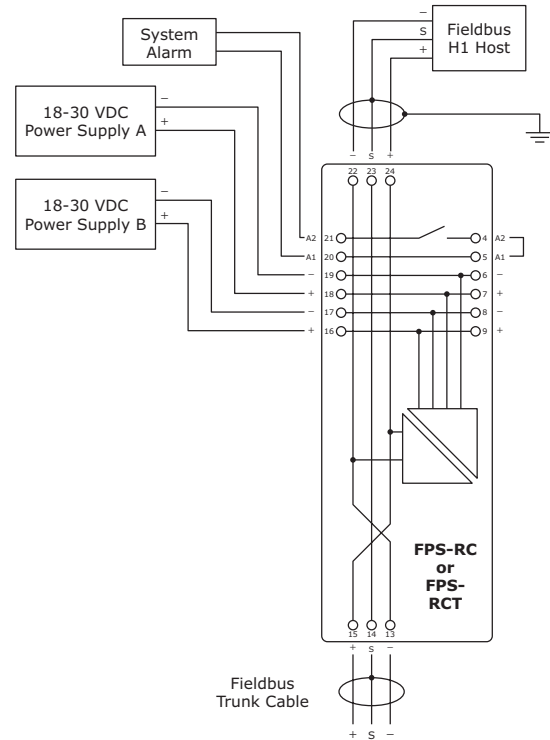 −
S
+
Fieldbus
H1 Host
System
Alarm
18-30 VDC
Power Supply A
−
+
18-30 VDC
Power Supply B
−
+
− S +
22 23 24
A2 21 4 A2
A1 20 5 A1
− 19 6 −
+ 18 7 +
− 17 8 −
+ 16 9 +
FPS-RC
or
FPS-
RCT
15 14 13
+ S −
Fieldbus
Trunk Cable
+ S −